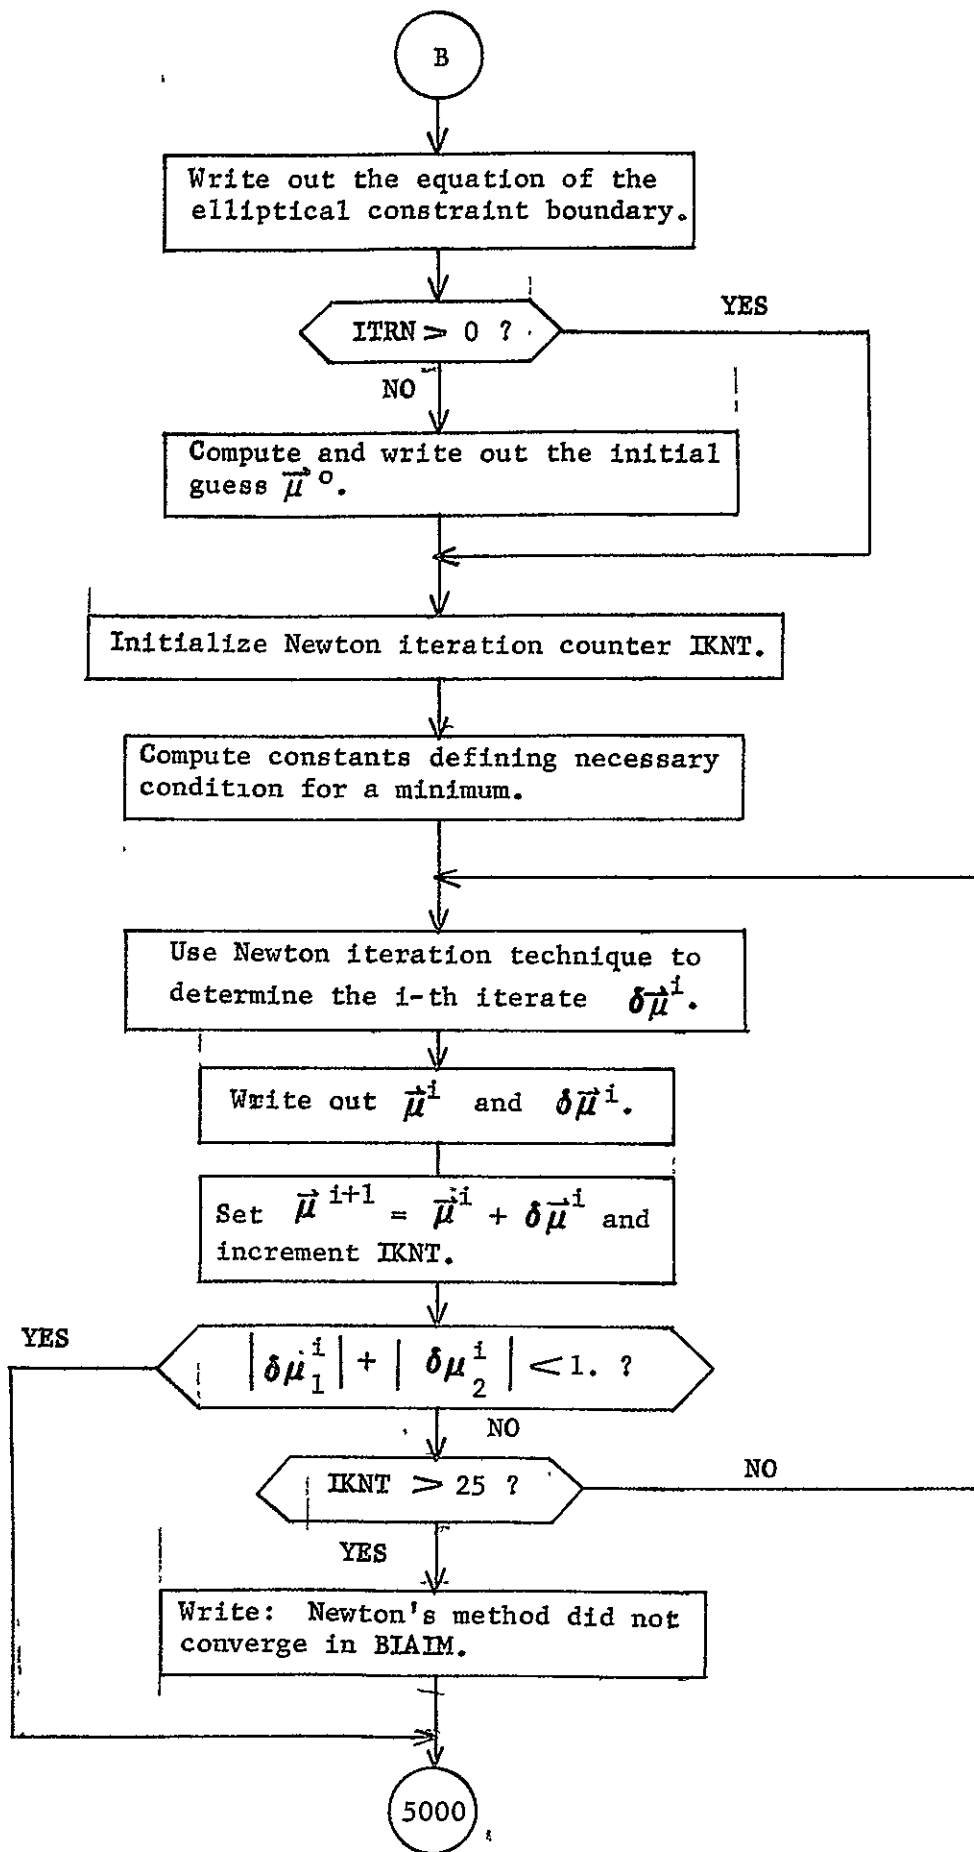 B
Write out the equation of the
elliptical constraint boundary.
ITRN > 0 ?
YES
NO
Compute and write out the initial
guess μ⃗ °.
Initialize Newton iteration counter IKNT.
Compute constants defining necessary
condition for a minimum.
Use Newton iteration technique to
determine the i-th iterate δμ⃗ⁱ.
Write out μ⃗ⁱ and δμ⃗ⁱ.
Set μ⃗ⁱ⁺¹ = μ⃗ⁱ + δμ⃗ⁱ and
increment IKNT.
YES
|δμ₁ⁱ| + |δμ₂ⁱ| < 1. ?
NO
IKNT > 25 ?
NO
YES
Write: Newton's method did not
converge in BIAIM.
5000